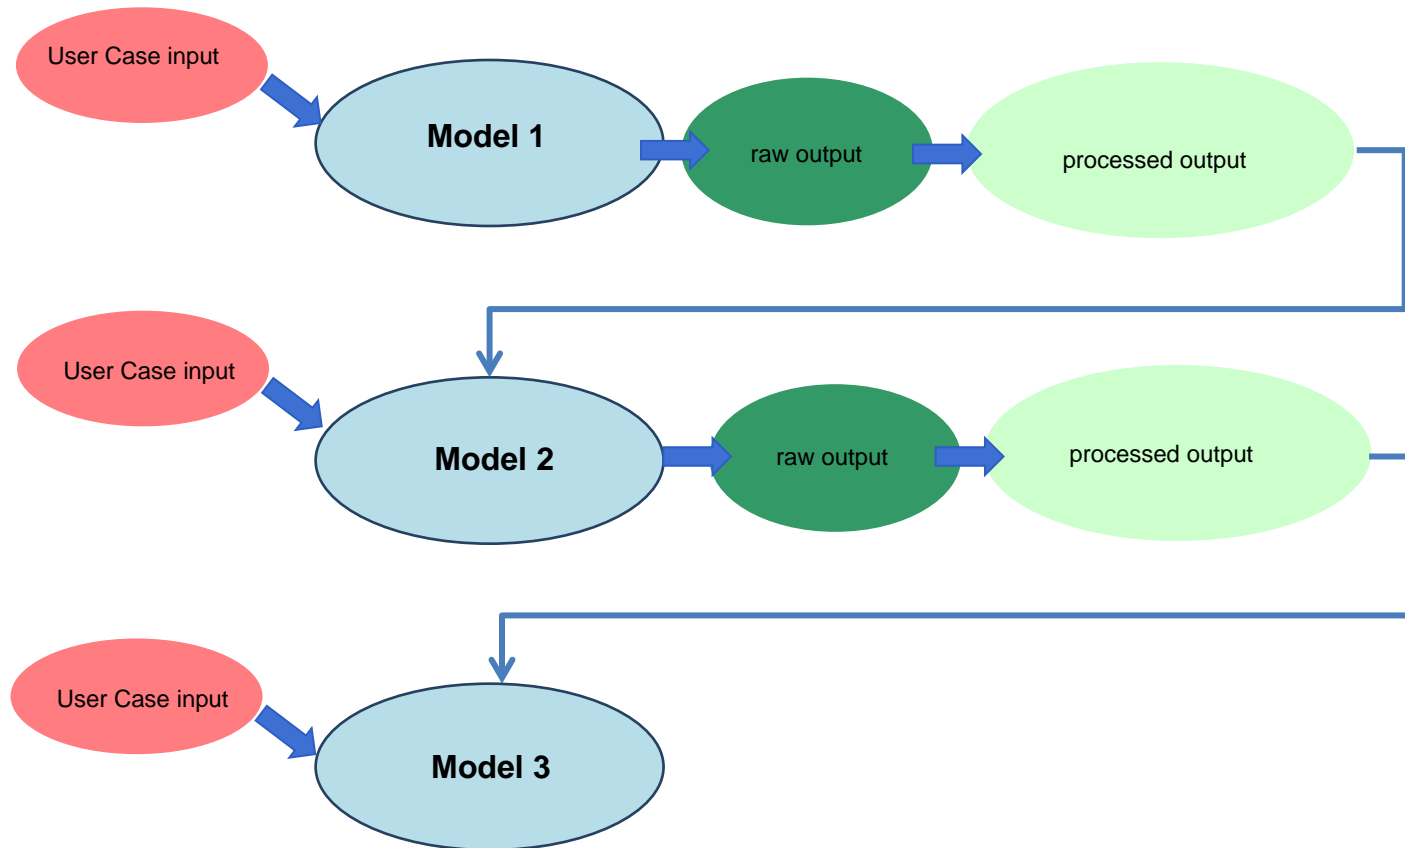 User Case input
Model 1
raw output
processed output
User Case input
Model 2
raw output
processed output
User Case input
Model 3